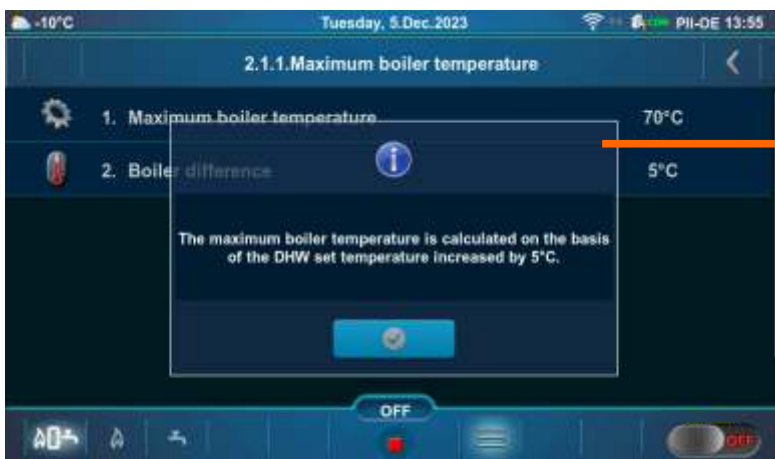 -10°C Tuesday, 5.Dec.2023 PII-OE 13:55
2.1.1.Maximum boiler temperature
1. Maximum boiler temperature 70°C
2. Boiler difference 5°C
The maximum boiler temperature is calculated on the basis
of the DHW set temperature increased by 5°C.
OFF
OFF